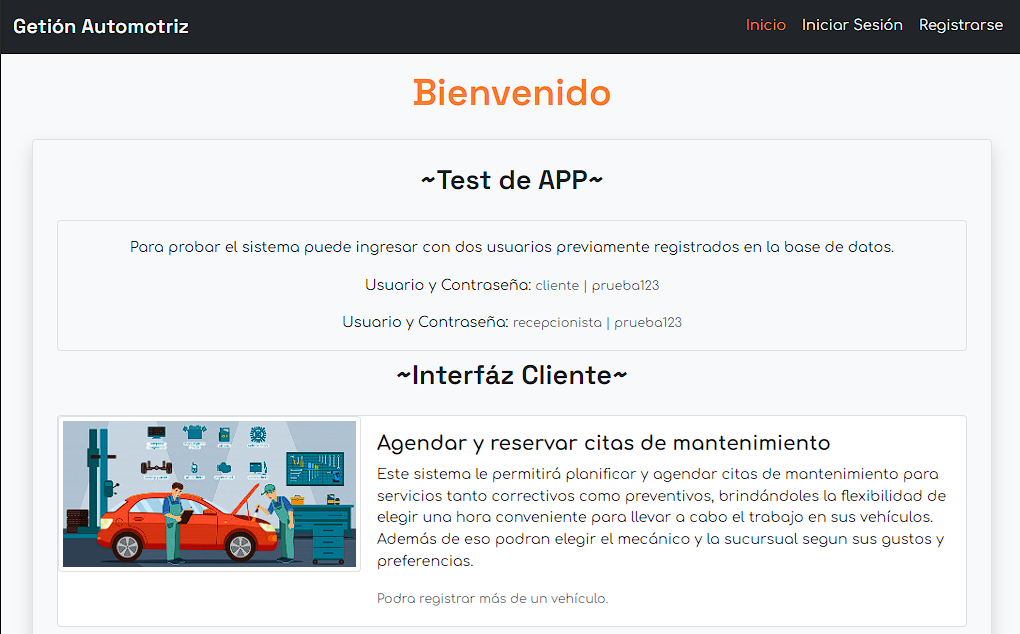 Getión Automotriz
Inicio Iniciar Sesión Registrarse
Bienvenido
~Test de APP~
Para probar el sistema puede ingresar con dos usuarios previamente registrados en la base de datos.
Usuario y Contraseña: cliente | prueba123
Usuario y Contraseña: recepcionista | prueba123
~Interfáz Cliente~
Agendar y reservar citas de mantenimiento
Este sistema le permitirá planificar y agendar citas de mantenimiento para
servicios tanto correctivos como preventivos, brindándoles la flexibilidad de
elegir una hora conveniente para llevar a cabo el trabajo en sus vehículos.
Además de eso podran elegir el mecánico y la sucursual segun sus gustos y
preferencias.
Podra registrar más de un vehículo.